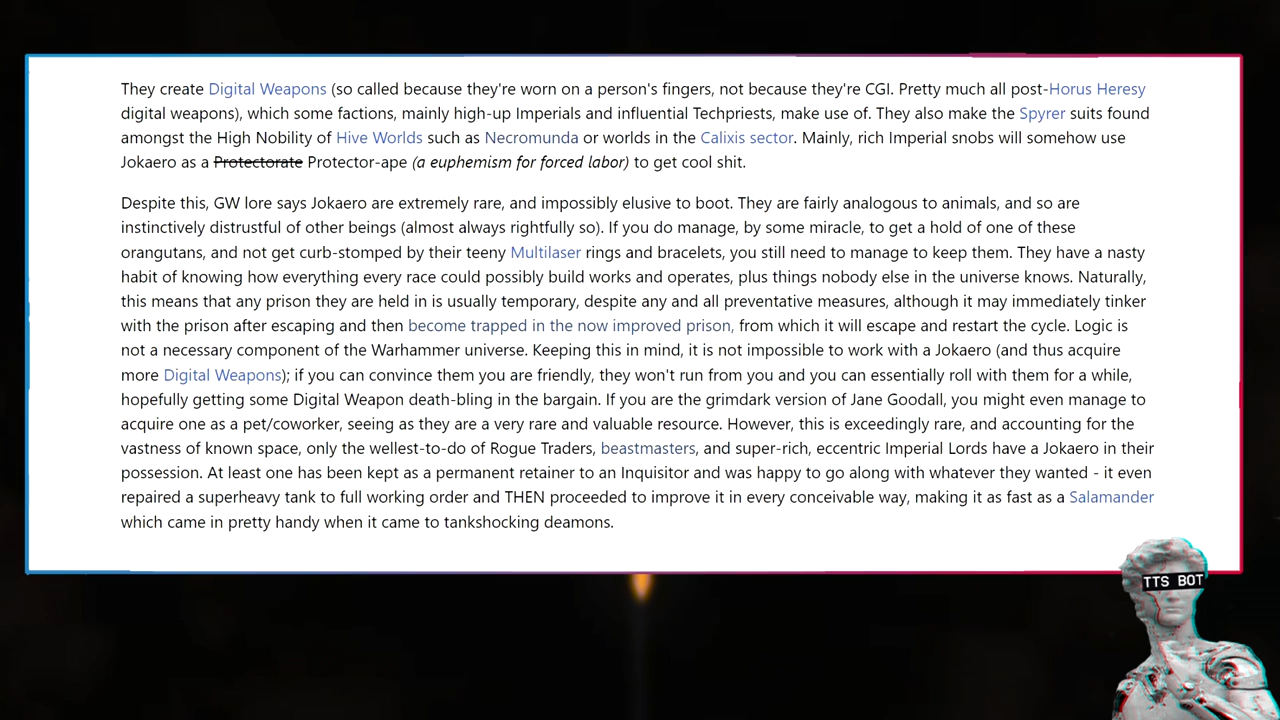 They create Digital Weapons (so called because they're worn on a person's fingers, not because they're CGI. Pretty much all post-Horus Heresy
digital weapons), which some factions, mainly high-up Imperials and influential Techpriests, make use of. They also make the Spyrer suits found
amongst the High Nobility of Hive Worlds such as Necromunda or worlds in the Calixis sector. Mainly, rich Imperial snobs will somehow use
Jokaero as a Protectorate Protector-ape (a euphemism for forced labor) to get cool shit.
Despite this, GW lore says Jokaero are extremely rare, and impossibly elusive to boot. They are fairly analogous to animals, and so are
instinctively distrustful of other beings (almost always rightfully so). If you do manage, by some miracle, to get a hold of one of these
orangutans, and not get curb-stomped by their teeny Multilaser rings and bracelets, you still need to manage to keep them. They have a nasty
habit of knowing how everything every race could possibly build works and operates, plus things nobody else in the universe knows. Naturally,
this means that any prison they are held in is usually temporary, despite any and all preventative measures, although it may immediately tinker
with the prison after escaping and then become trapped in the now improved prison, from which it will escape and restart the cycle. Logic is
not a necessary component of the Warhammer universe. Keeping this in mind, it is not impossible to work with a Jokaero (and thus acquire
more Digital Weapons); if you can convince them you are friendly, they won't run from you and you can essentially roll with them for a while,
hopefully getting some Digital Weapon death-bling in the bargain. If you are the grimdark version of Jane Goodall, you might even manage to
acquire one as a pet/coworker, seeing as they are a very rare and valuable resource. However, this is exceedingly rare, and accounting for the
vastness of known space, only the wellest-to-do of Rogue Traders, beastmasters, and super-rich, eccentric Imperial Lords have a Jokaero in their
possession. At least one has been kept as a permanent retainer to an Inquisitor and was happy to go along with whatever they wanted - it even
repaired a superheavy tank to full working order and THEN proceeded to improve it in every conceivable way, making it as fast as a Salamander
which came in pretty handy when it came to tankshocking deamons.
TTS BOT